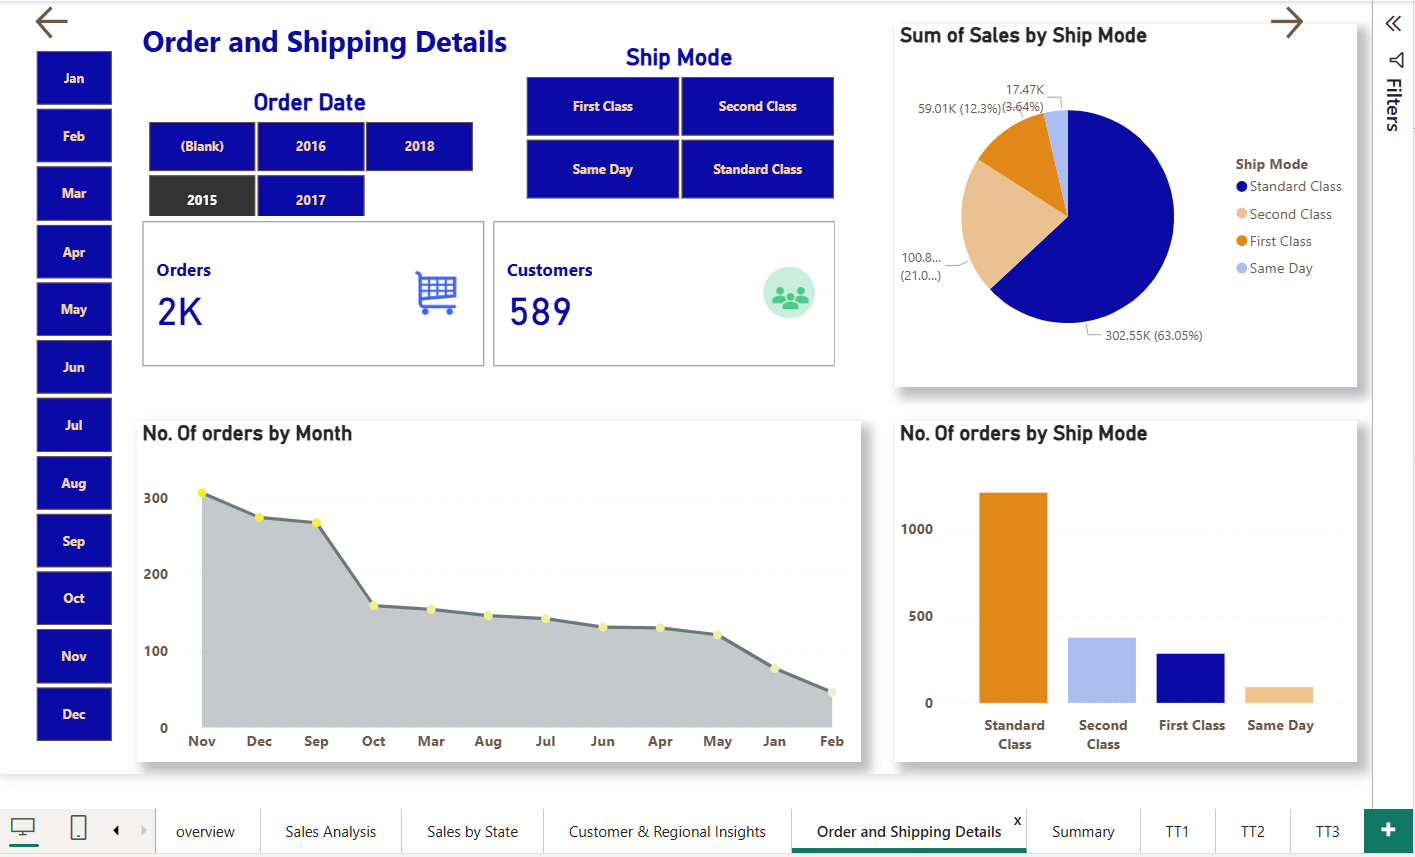 Order and Shipping Details
Jan
Feb
Mar
Apr
May
Jun
Jul
Aug
Sep
Oct
Nov
Dec
Order Date
(Blank)
2016
2018
2015
2017
Ship Mode
First Class
Second Class
Same Day
Standard Class
Orders
2K
Customers
589
Sum of Sales by Ship Mode
17.47K
(3.64%)
59.01K (12.3%)
100.8...
(21.0...)
302.55K (63.05%)
Ship Mode
Standard Class
Second Class
First Class
Same Day
Filters
No. Of orders by Month
300
200
100
0
Nov
Dec
Sep
Oct
Mar
Aug
Jul
Jun
Apr
May
Jan
Feb
No. Of orders by Ship Mode
1000
500
0
Standard
Class
Second
Class
First Class
Same Day
overview
Sales Analysis
Sales by State
Customer & Regional Insights
Order and Shipping Details
x
Summary
TT1
TT2
TT3